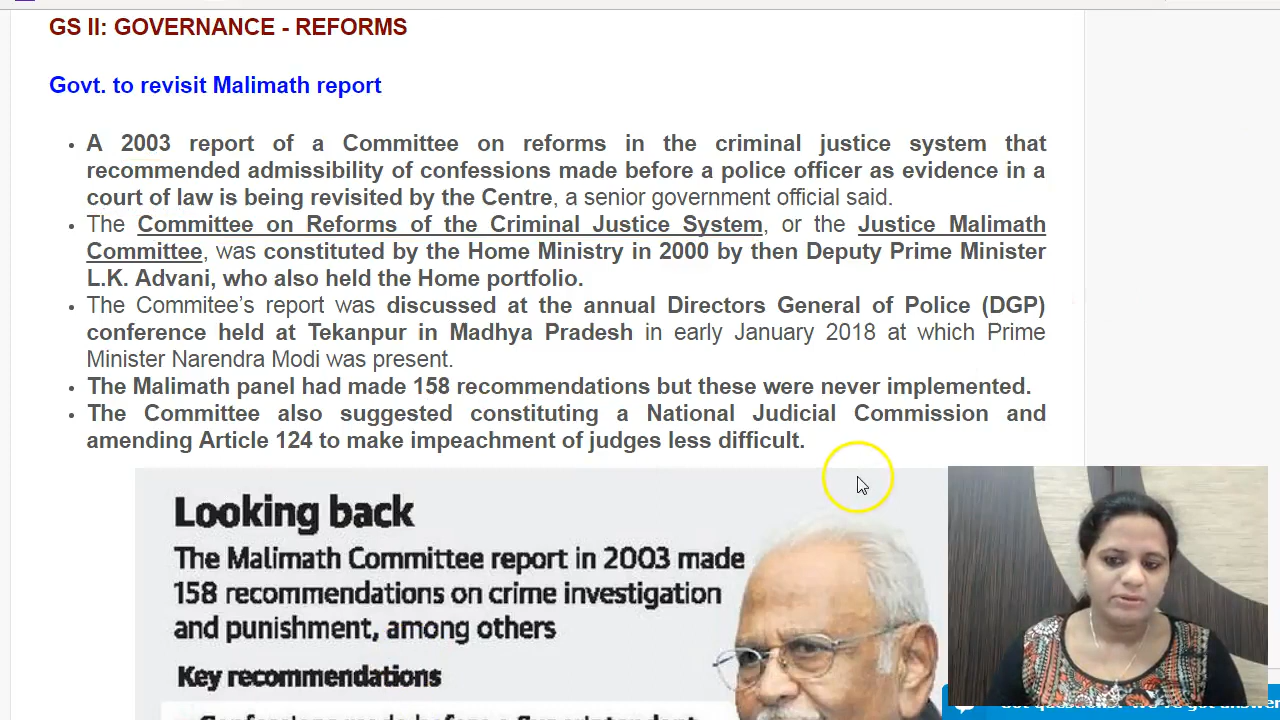 GS II: GOVERNANCE - REFORMS
Govt. to revisit Malimath report
A 2003 report of a Committee on reforms in the criminal justice system that
recommended admissibility of confessions made before a police officer as evidence in a
court of law is being revisited by the Centre, a senior government official said.
The Committee on Reforms of the Criminal Justice System, or the Justice Malimath
Committee, was constituted by the Home Ministry in 2000 by then Deputy Prime Minister
L.K. Advani, who also held the Home portfolio.
The Commitee's report was discussed at the annual Directors General of Police (DGP)
conference held at Tekanpur in Madhya Pradesh in early January 2018 at which Prime
Minister Narendra Modi was present.
The Malimath panel had made 158 recommendations but these were never implemented.
The Committee also suggested constituting a National Judicial Commission and
amending Article 124 to make impeachment of judges less difficult.
Looking back
The Malimath Committee report in 2003 made
158 recommendations on crime investigation
and punishment, among others
Key recommendations
Confessions made before a Superintendent